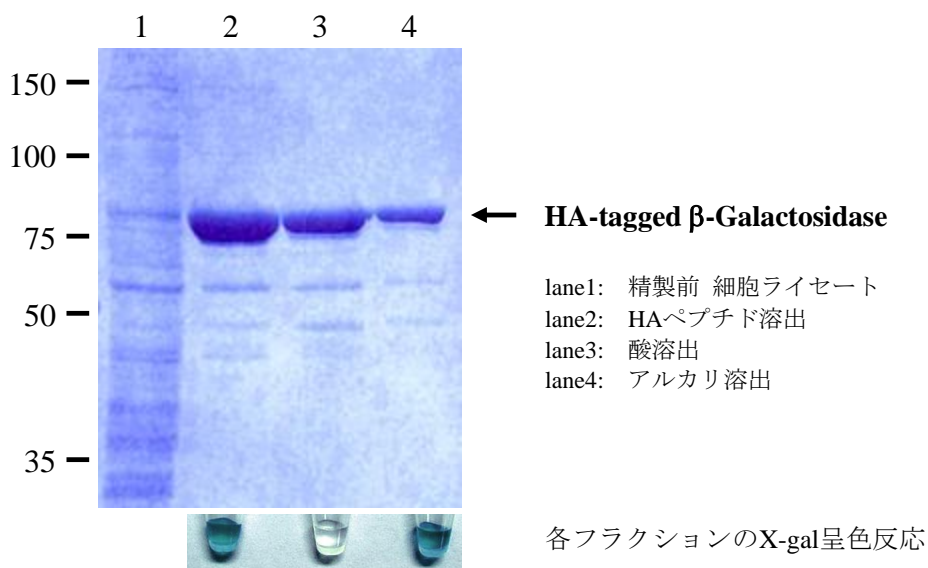 1 2 3 4
150
100
75
50
35
HA-tagged β-Galactosidase
lane1: 精製前 細胞ライセート
lane2: HAペプチド溶出
lane3: 酸溶出
lane4: アルカリ溶出
各フラクションのX-gal呈色反応